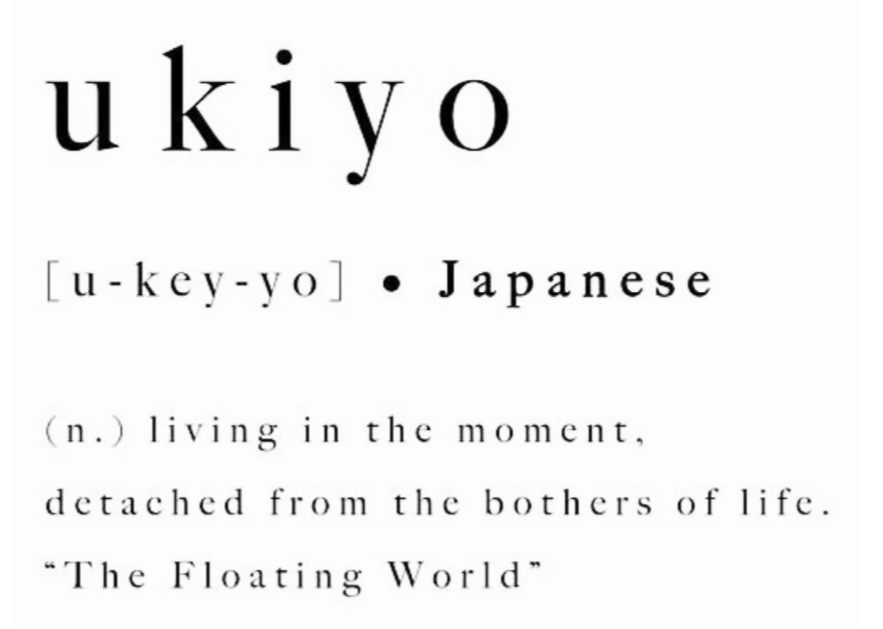 ukiyo
[u-key-yo] • Japanese
(n.) living in the moment,
detached from the bothers of life.
“The Floating World”